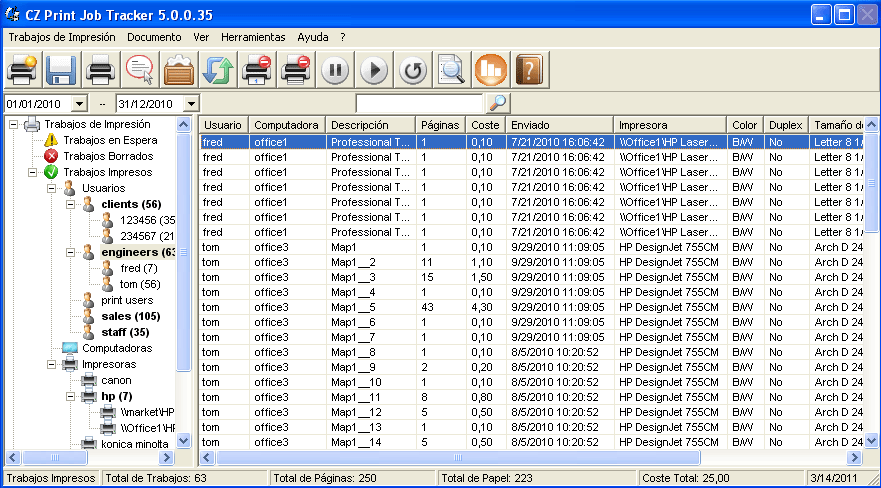 CZ Print Job Tracker 5.0.0.35
Trabajos de Impresión Documento Ver Herramientas Ayuda ?
01/01/2010 -- 31/12/2010
Trabajos de Impresión
Trabajos en Espera
Trabajos Borrados
Trabajos Impresos
Usuarios
clients (56)
123456 (35
234567 (21
engineers (63
fred (7)
tom (56)
print users
sales (105)
staff (35)
Computadoras
Impresoras
canon
hp (7)
\\market\HP
\\Office1\HP
konica minolta
Usuario Computadora Descripción Páginas Coste Enviado Impresora Color Duplex Tamaño de
fred office1 Professional T... 1 0,10 7/21/2010 16:06:42 \\Office1\HP Laser... B/W No Letter 8 1/
fred office1 Professional T... 1 0,10 7/21/2010 16:06:42 \\Office1\HP Laser... B/W No Letter 8 1/
fred office1 Professional T... 1 0,10 7/21/2010 16:06:42 \\Office1\HP Laser... B/W No Letter 8 1/
fred office1 Professional T... 1 0,10 7/21/2010 16:06:42 \\Office1\HP Laser... B/W No Letter 8 1/
fred office1 Professional T... 1 0,10 7/21/2010 16:06:42 \\Office1\HP Laser... B/W No Letter 8 1/
fred office1 Professional T... 1 0,10 7/21/2010 16:06:42 \\Office1\HP Laser... B/W No Letter 8 1/
fred office1 Professional T... 1 0,10 7/21/2010 16:06:42 \\Office1\HP Laser... B/W No Letter 8 1/
tom office3 Map1 1 0,10 9/29/2010 11:09:05 HP DesignJet 755CM B/W No Arch D 24
tom office3 Map1__2 11 1,10 9/29/2010 11:09:05 HP DesignJet 755CM B/W No Arch D 24
tom office3 Map1__3 15 1,50 9/29/2010 11:09:05 HP DesignJet 755CM B/W No Arch D 24
tom office3 Map1__4 1 0,10 9/29/2010 11:09:05 HP DesignJet 755CM B/W No Arch D 24
tom office3 Map1__5 43 4,30 9/29/2010 11:09:05 HP DesignJet 755CM B/W No Arch D 24
tom office3 Map1__6 1 0,10 9/29/2010 11:09:05 HP DesignJet 755CM B/W No Arch D 24
tom office3 Map1__7 1 0,10 9/29/2010 11:09:05 HP DesignJet 755CM B/W No Arch D 24
tom office3 Map1__8 1 0,10 8/5/2010 10:20:52 HP DesignJet 755CM B/W No Arch D 24
tom office3 Map1__9 2 0,20 8/5/2010 10:20:52 HP DesignJet 755CM B/W No Arch D 24
tom office3 Map1__10 1 0,10 8/5/2010 10:20:52 HP DesignJet 755CM B/W No Arch D 24
tom office3 Map1__11 8 0,80 8/5/2010 10:20:52 HP DesignJet 755CM B/W No Arch D 24
tom office3 Map1__12 5 0,50 8/5/2010 10:20:52 HP DesignJet 755CM B/W No Arch D 24
tom office3 Map1__13 1 0,10 8/5/2010 10:20:52 HP DesignJet 755CM B/W No Arch D 24
tom office3 Map1__14 5 0,50 8/5/2010 10:20:52 HP DesignJet 755CM B/W No Arch D 24
Trabajos Impresos Total de Trabajos: 63 Total de Páginas: 250 Total de Papel: 223 Coste Total: 25,00 3/14/2011